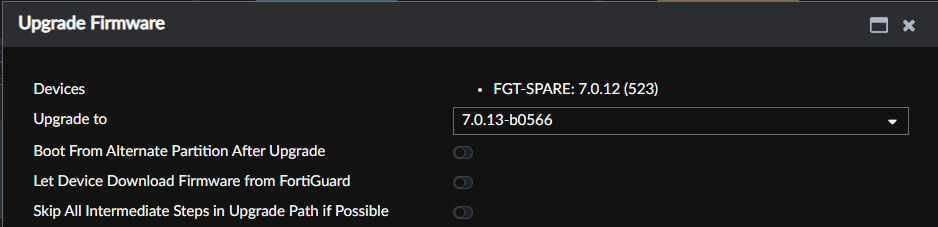 Upgrade Firmware
Devices
• FGT-SPARE: 7.0.12 (523)
Upgrade to
7.0.13-b0566
Boot From Alternate Partition After Upgrade
Let Device Download Firmware from FortiGuard
Skip All Intermediate Steps in Upgrade Path if Possible